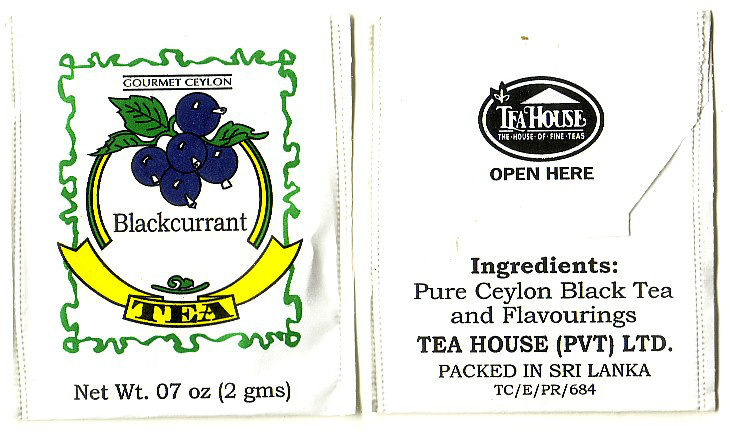 GOURMET CEYLON
Blackcurrant
TEA
Net Wt. 07 oz (2 gms)
TEA HOUSE
THE·HOUSE·OF·FINE·TEAS
OPEN HERE
Ingredients:
Pure Ceylon Black Tea
and Flavourings
TEA HOUSE (PVT) LTD.
PACKED IN SRI LANKA
TC/E/PR/684